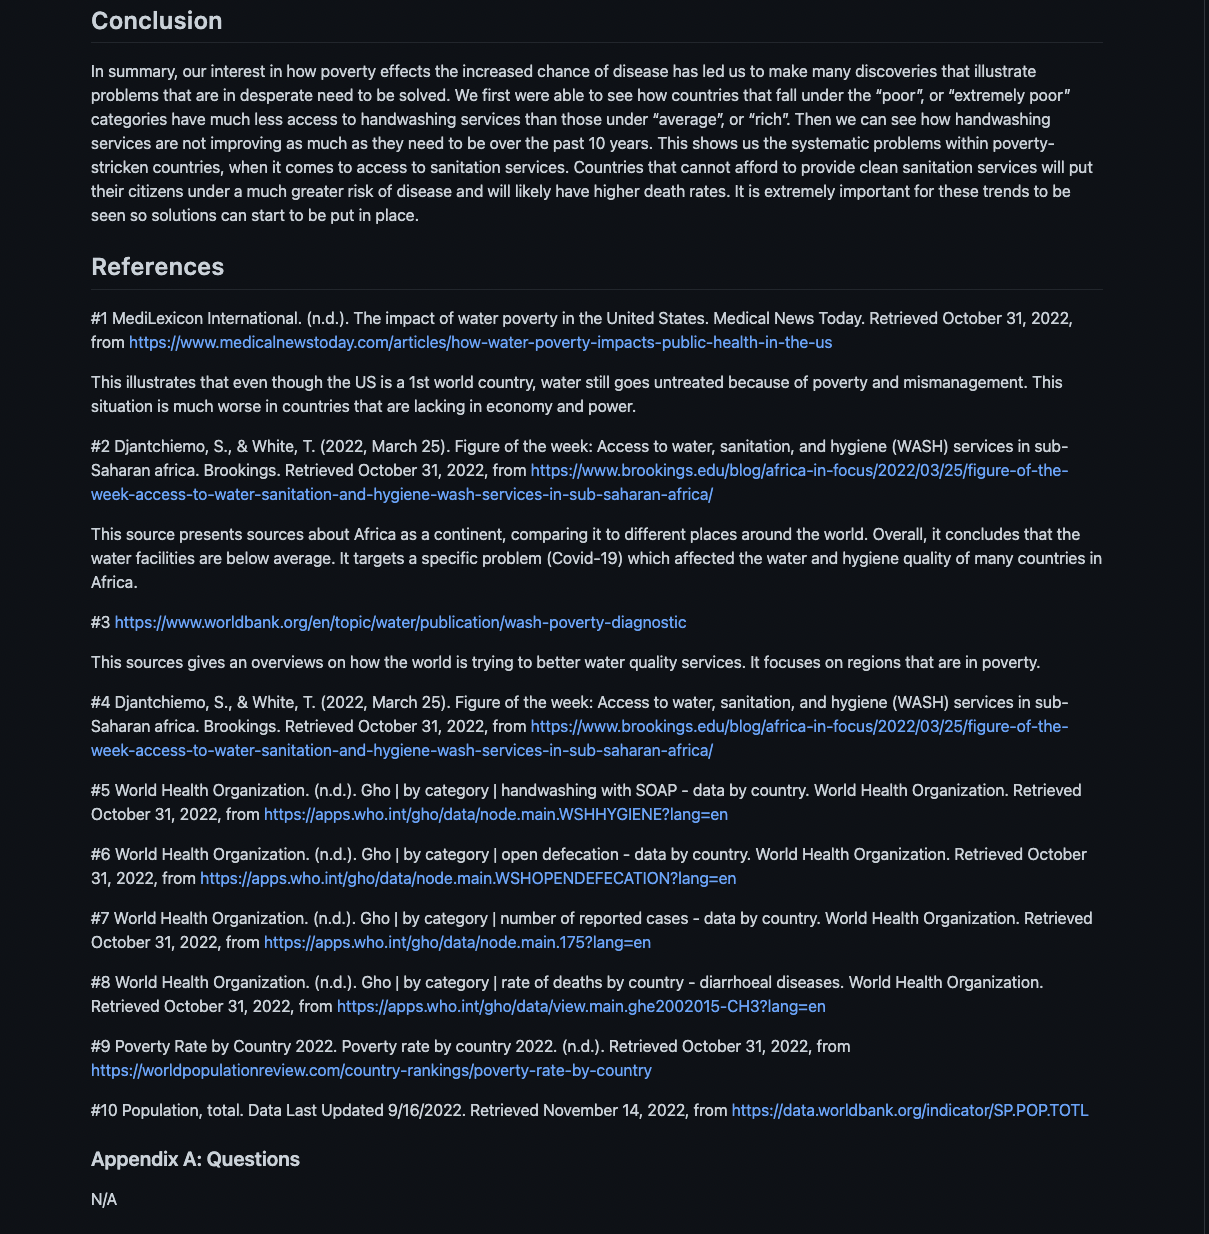 Conclusion
In summary, our interest in how poverty effects the increased chance of disease has led us to make many discoveries that illustrate
problems that are in desperate need to be solved. We first were able to see how countries that fall under the “poor”, or “extremely poor”
categories have much less access to handwashing services than those under “average”, or “rich”. Then we can see how handwashing
services are not improving as much as they need to be over the past 10 years. This shows us the systematic problems within poverty-
stricken countries, when it comes to access to sanitation services. Countries that cannot afford to provide clean sanitation services will put
their citizens under a much greater risk of disease and will likely have higher death rates. It is extremely important for these trends to be
seen so solutions can start to be put in place.
References
#1 MediLexicon International. (n.d.). The impact of water poverty in the United States. Medical News Today. Retrieved October 31, 2022,
from https://www.medicalnewstoday.com/articles/how-water-poverty-impacts-public-health-in-the-us
This illustrates that even though the US is a 1st world country, water still goes untreated because of poverty and mismanagement. This
situation is much worse in countries that are lacking in economy and power.
#2 Djantchiemo, S., & White, T. (2022, March 25). Figure of the week: Access to water, sanitation, and hygiene (WASH) services in sub-
Saharan africa. Brookings. Retrieved October 31, 2022, from https://www.brookings.edu/blog/africa-in-focus/2022/03/25/figure-of-the-
week-access-to-water-sanitation-and-hygiene-wash-services-in-sub-saharan-africa/
This source presents sources about Africa as a continent, comparing it to different places around the world. Overall, it concludes that the
water facilities are below average. It targets a specific problem (Covid-19) which affected the water and hygiene quality of many countries in
Africa.
#3 https://www.worldbank.org/en/topic/water/publication/wash-poverty-diagnostic
This sources gives an overviews on how the world is trying to better water quality services. It focuses on regions that are in poverty.
#4 Djantchiemo, S., & White, T. (2022, March 25). Figure of the week: Access to water, sanitation, and hygiene (WASH) services in sub-
Saharan africa. Brookings. Retrieved October 31, 2022, from https://www.brookings.edu/blog/africa-in-focus/2022/03/25/figure-of-the-
week-access-to-water-sanitation-and-hygiene-wash-services-in-sub-saharan-africa/
#5 World Health Organization. (n.d.). Gho | by category | handwashing with SOAP - data by country. World Health Organization. Retrieved
October 31, 2022, from https://apps.who.int/gho/data/node.main.WSHHYGIENE?lang=en
#6 World Health Organization. (n.d.). Gho | by category | open defecation - data by country. World Health Organization. Retrieved October
31, 2022, from https://apps.who.int/gho/data/node.main.WSHOPENDEFECATION?lang=en
#7 World Health Organization. (n.d.). Gho | by category | number of reported cases - data by country. World Health Organization. Retrieved
October 31, 2022, from https://apps.who.int/gho/data/node.main.175?lang=en
#8 World Health Organization. (n.d.). Gho | by category | rate of deaths by country - diarrhoeal diseases. World Health Organization.
Retrieved October 31, 2022, from https://apps.who.int/gho/data/view.main.ghe2002015-CH3?lang=en
#9 Poverty Rate by Country 2022. Poverty rate by country 2022. (n.d.). Retrieved October 31, 2022, from
https://worldpopulationreview.com/country-rankings/poverty-rate-by-country
#10 Population, total. Data Last Updated 9/16/2022. Retrieved November 14, 2022, from https://data.worldbank.org/indicator/SP.POP.TOTL
Appendix A: Questions
N/A